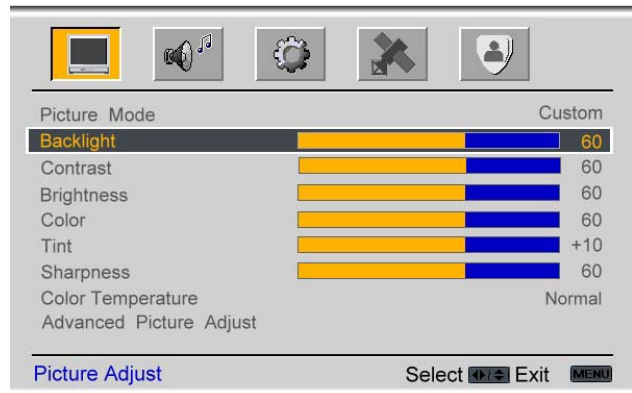 Picture Mode Custom
Backlight 60
Contrast 60
Brightness 60
Color 60
Tint +10
Sharpness 60
Color Temperature Normal
Advanced Picture Adjust
Picture Adjust Select Exit MENU